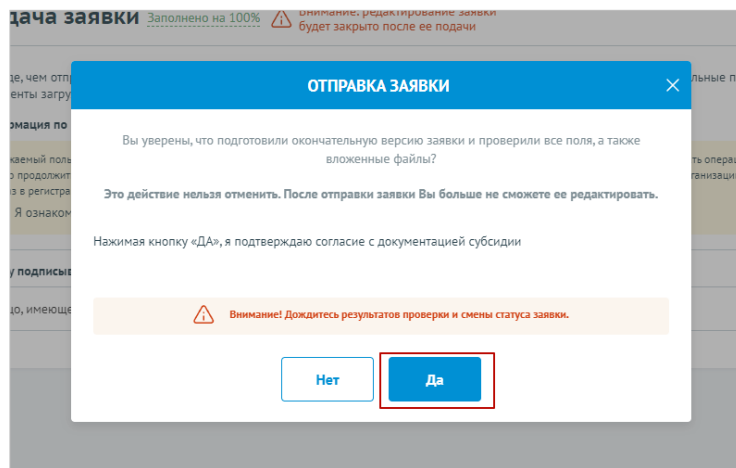 дача заявки Заполнено на 100% Внимание: редактирование заявки
будет закрыто после ее подачи
ОТПРАВКА ЗАЯВКИ
Вы уверены, что подготовили окончательную версию заявки и проверили все поля, а также
вложенные файлы?
Это действие нельзя отменить. После отправки заявки Вы больше не сможете ее редактировать.
Я ознаком
Нажимая кнопку «ДА», я подтверждаю согласие с документацией субсидии
Внимание! Дождитесь результатов проверки и смены статуса заявки.
Нет
Да